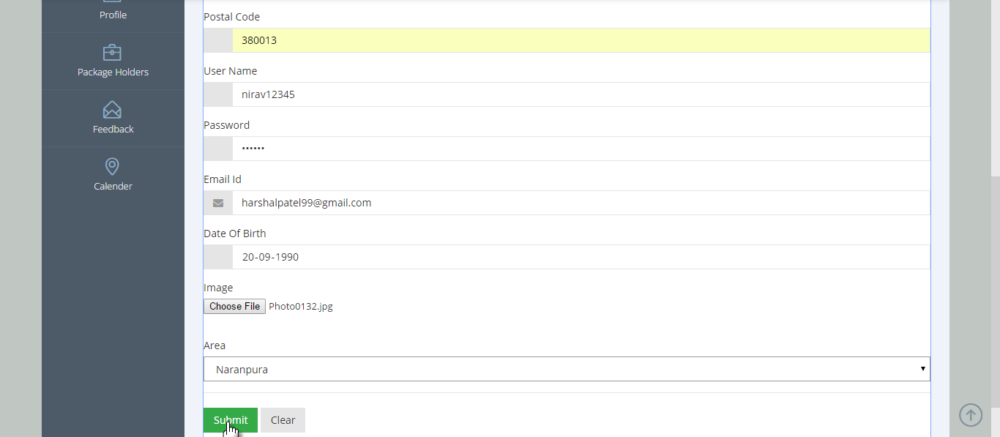 Profile
Package Holders
Feedback
Calender
Postal Code
380013
User Name
nirav12345
Password
••••••
Email Id
harshalpatel99@gmail.com
Date Of Birth
20-09-1990
Image
Choose File Photo0132.jpg
Area
Naranpura
Submit Clear